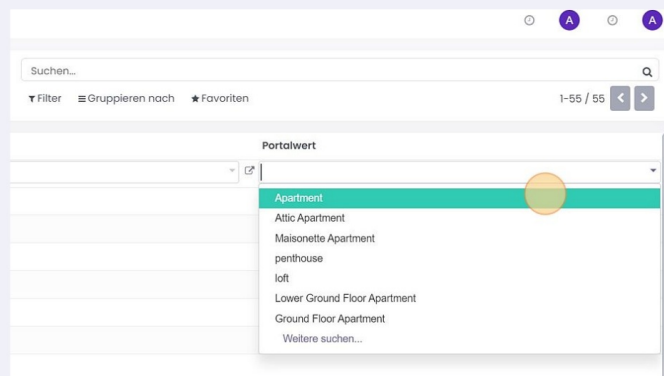 A A
Suchen...
Filter Gruppieren nach Favoriten 1-55 / 55
Portalwert
Apartment
Attic Apartment
Maisonette Apartment
penthouse
loft
Lower Ground Floor Apartment
Ground Floor Apartment
Weitere suchen...